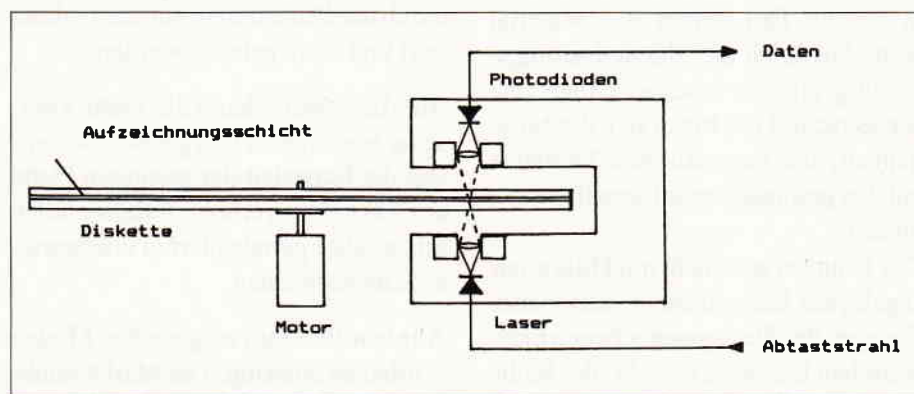 Daten
Photodioden
Aufzeichnungsschicht
Diskette
Motor
Laser
Abtaststrahl